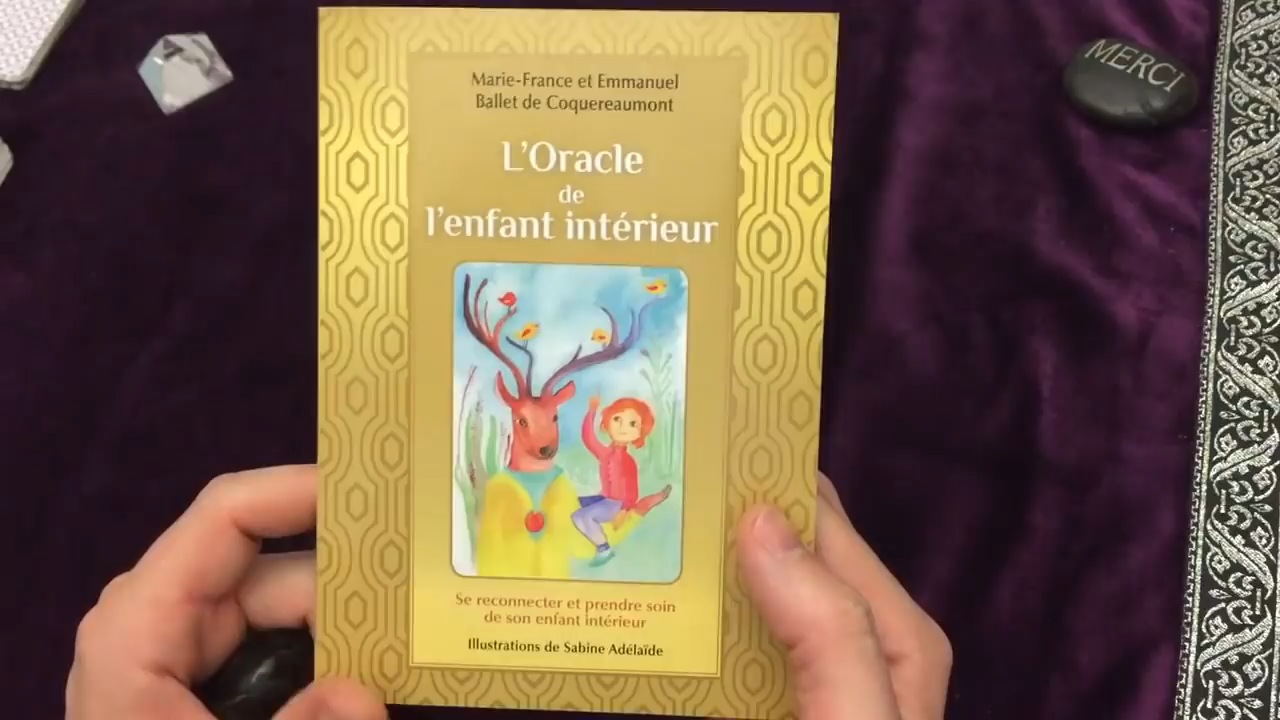 Marie-France et Emmanuel
Ballet de Coquereaumont
L'Oracle
de
l'enfant intérieur
Se reconnecter et prendre soin
de son enfant intérieur
Illustrations de Sabine Adélaïde
MERCI